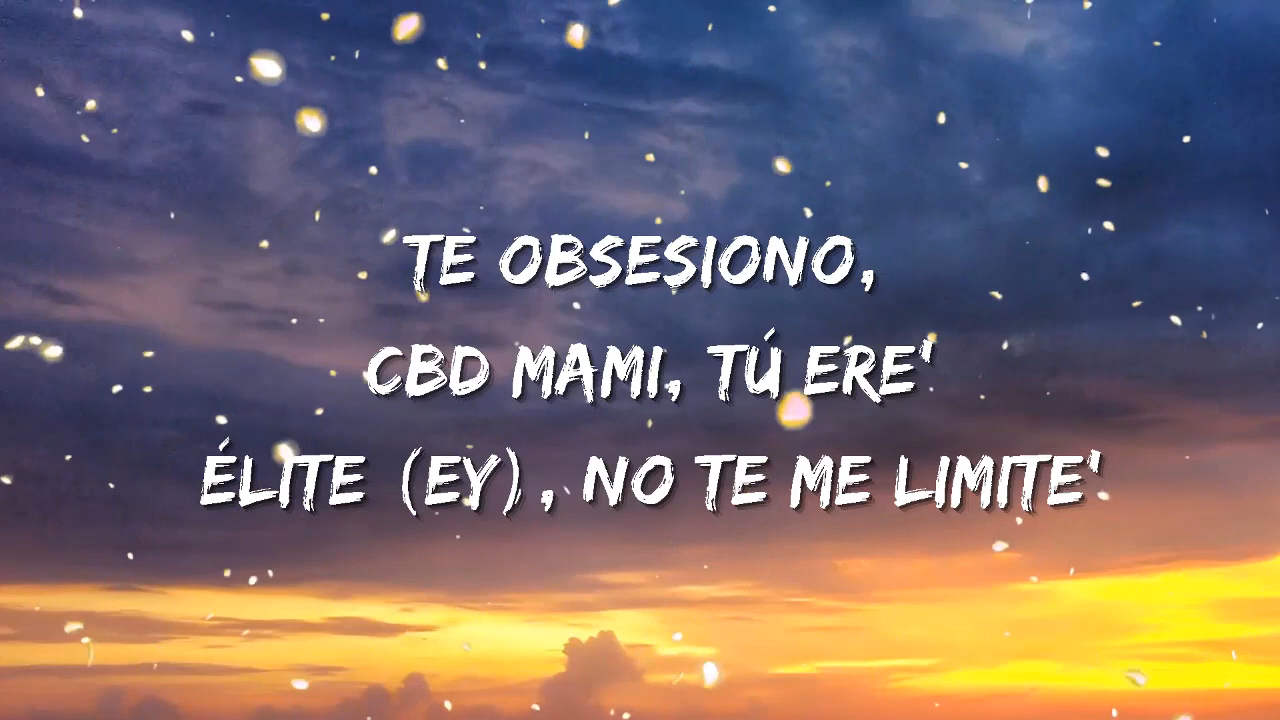 TE OBSESIONO,
CBD MAMI, TÚ ERE'
ÉLITE (EY) , NO TE ME LIMITE'